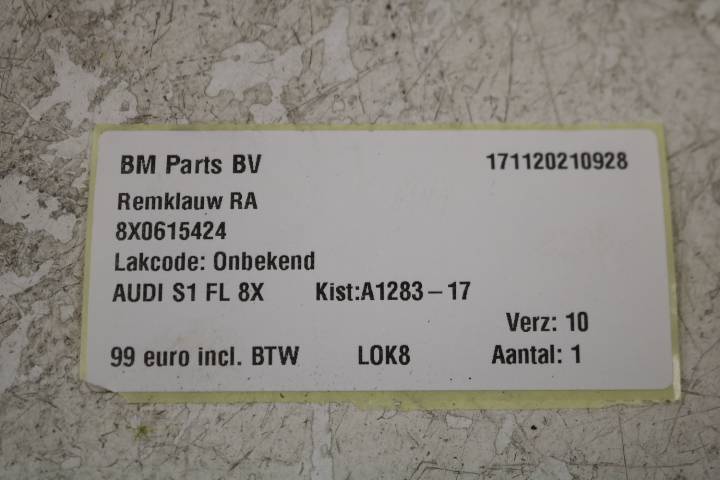 BM Parts BV 171120210928
Remklauw RA
8X0615424
Lakcode: Onbekend
AUDI S1 FL 8X Kist:A1283-17
Verz: 10
99 euro incl. BTW LOK8 Aantal: 1